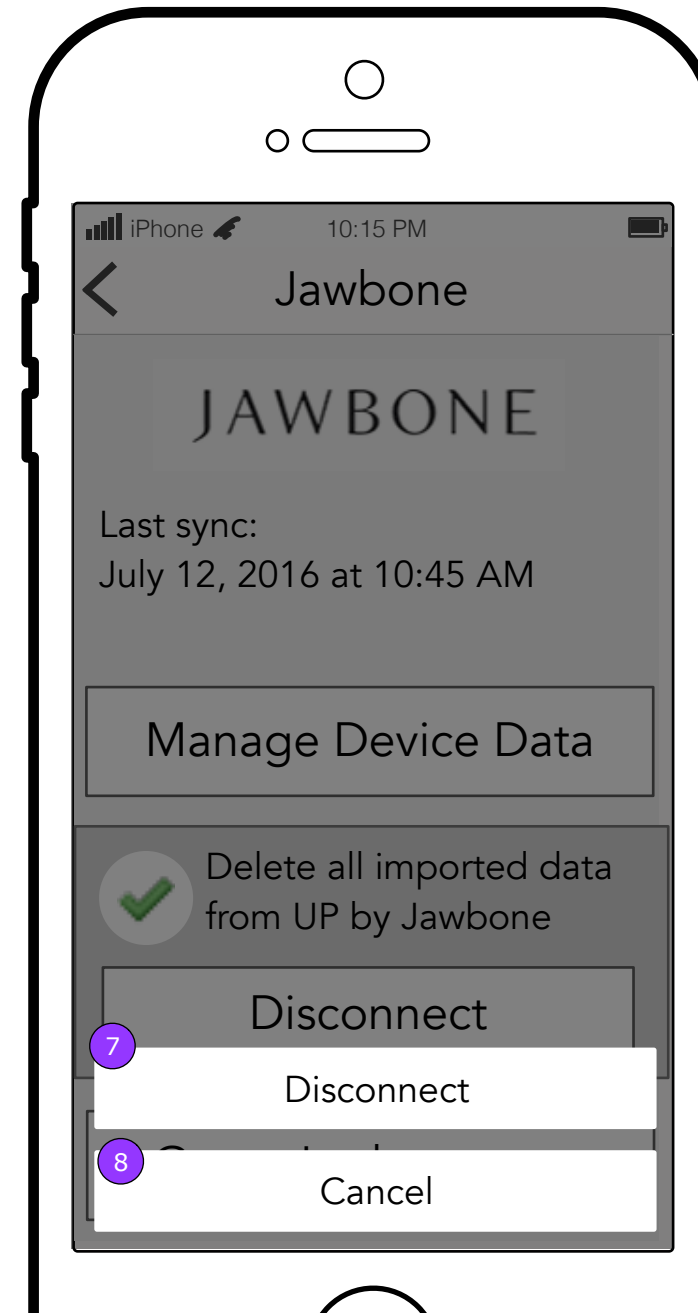 iPhone 10:15 PM
Jawbone
JAWBONE
Last sync:
July 12, 2016 at 10:45 AM
Manage Device Data
Delete all imported data
from UP by Jawbone
Disconnect
7
Disconnect
8
Cancel